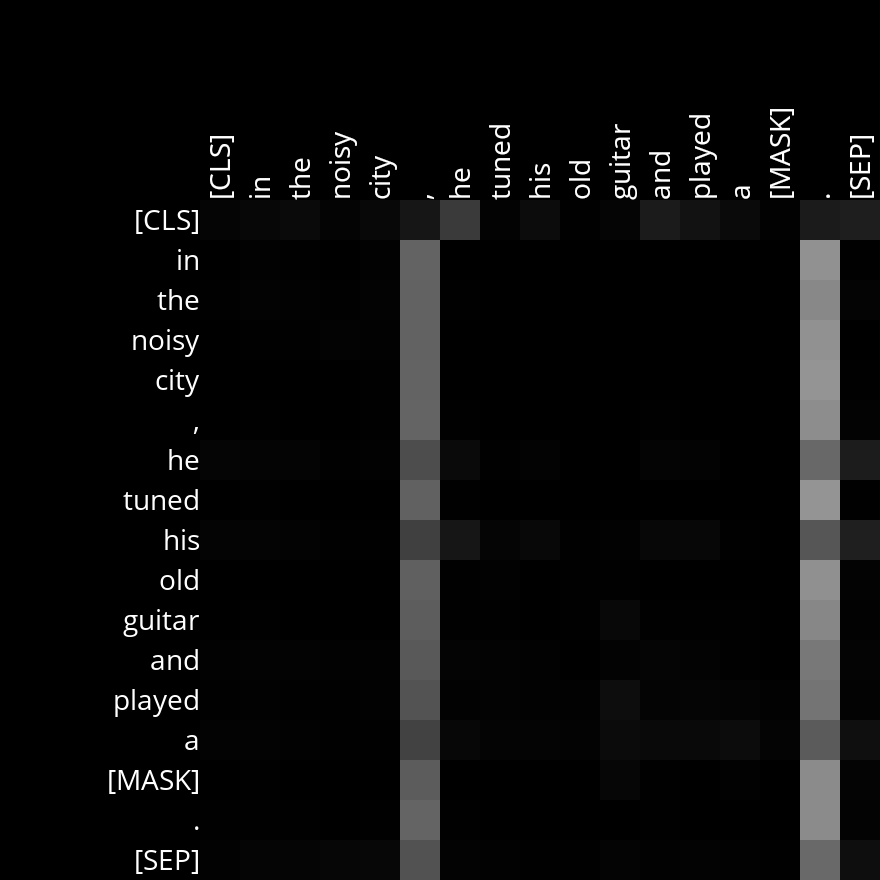 [CLS] in the noisy city , he tuned his old guitar and played a [MASK] . [SEP]
[CLS]
in
the
noisy
city
,
he
tuned
his
old
guitar
and
played
a
[MASK]
.
[SEP]